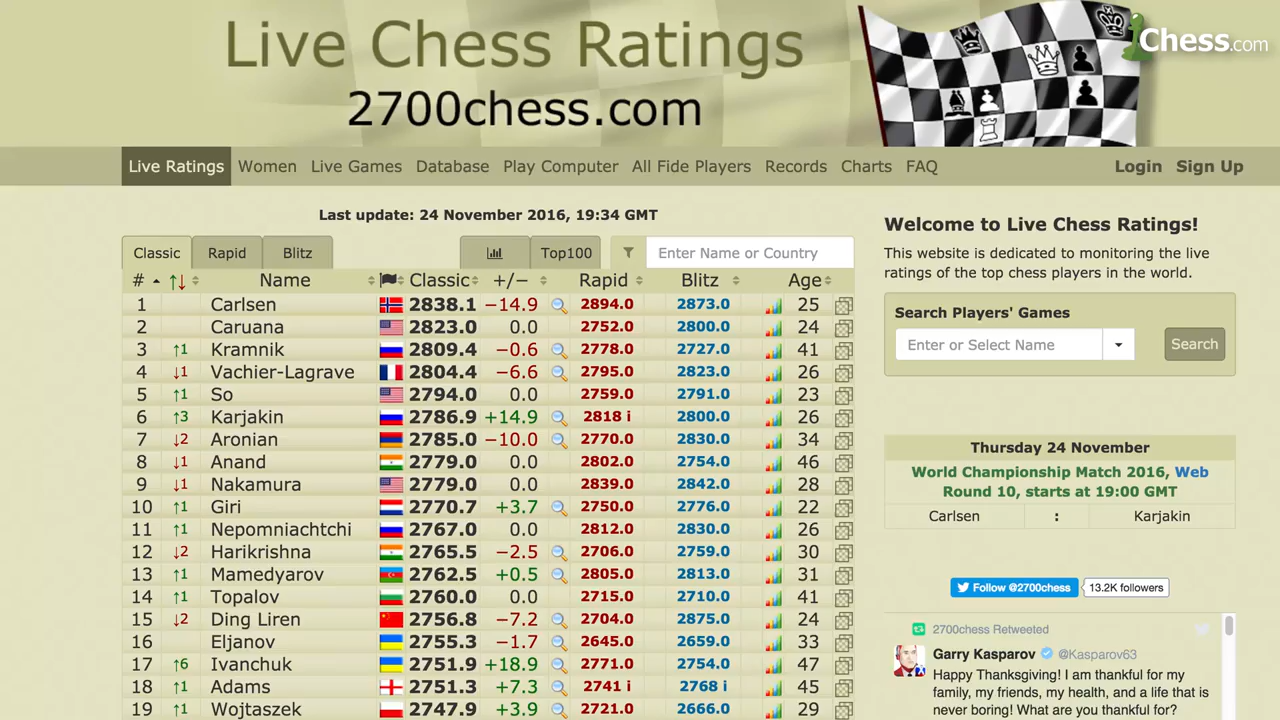 Live Chess Ratings
2700chess.com
Chess.com
Live Ratings Women Live Games Database Play Computer All Fide Players Records Charts FAQ Login Sign Up
Last update: 24 November 2016, 19:34 GMT
Classic Rapid Blitz Top100 Enter Name or Country
# ↑↓ Name Classic +/− Rapid Blitz Age
1 Carlsen 2838.1 −14.9 2894.0 2873.0 25
2 Caruana 2823.0 0.0 2752.0 2800.0 24
3 ↑1 Kramnik 2809.4 −0.6 2778.0 2727.0 41
4 ↓1 Vachier-Lagrave 2804.4 −6.6 2795.0 2823.0 26
5 ↑1 So 2794.0 0.0 2759.0 2791.0 23
6 ↑3 Karjakin 2786.9 +14.9 2818 i 2800.0 26
7 ↓2 Aronian 2785.0 −10.0 2770.0 2830.0 34
8 ↓1 Anand 2779.0 0.0 2802.0 2754.0 46
9 ↓1 Nakamura 2779.0 0.0 2839.0 2842.0 28
10 ↑1 Giri 2770.7 +3.7 2750.0 2776.0 22
11 ↑1 Nepomniachtchi 2767.0 0.0 2812.0 2830.0 26
12 ↓2 Harikrishna 2765.5 −2.5 2706.0 2759.0 30
13 ↑1 Mamedyarov 2762.5 +0.5 2805.0 2813.0 31
14 ↑1 Topalov 2760.0 0.0 2715.0 2710.0 41
15 ↓2 Ding Liren 2756.8 −7.2 2704.0 2875.0 24
16 Eljanov 2755.3 −1.7 2645.0 2659.0 33
17 ↑6 Ivanchuk 2751.9 +18.9 2771.0 2754.0 47
18 ↑1 Adams 2751.3 +7.3 2741 i 2768 i 45
19 ↑1 Wojtaszek 2747.9 +3.9 2721.0 2666.0 29
Welcome to Live Chess Ratings!
This website is dedicated to monitoring the live
ratings of the top chess players in the world.
Search Players' Games
Enter or Select Name Search
Thursday 24 November
World Championship Match 2016, Web
Round 10, starts at 19:00 GMT
Carlsen : Karjakin
Follow @2700chess 13.2K followers
2700chess Retweeted
Garry Kasparov @Kasparov63
Happy Thanksgiving! I am thankful for my
family, my friends, my health, and a life that is
never boring! What are you thankful for?